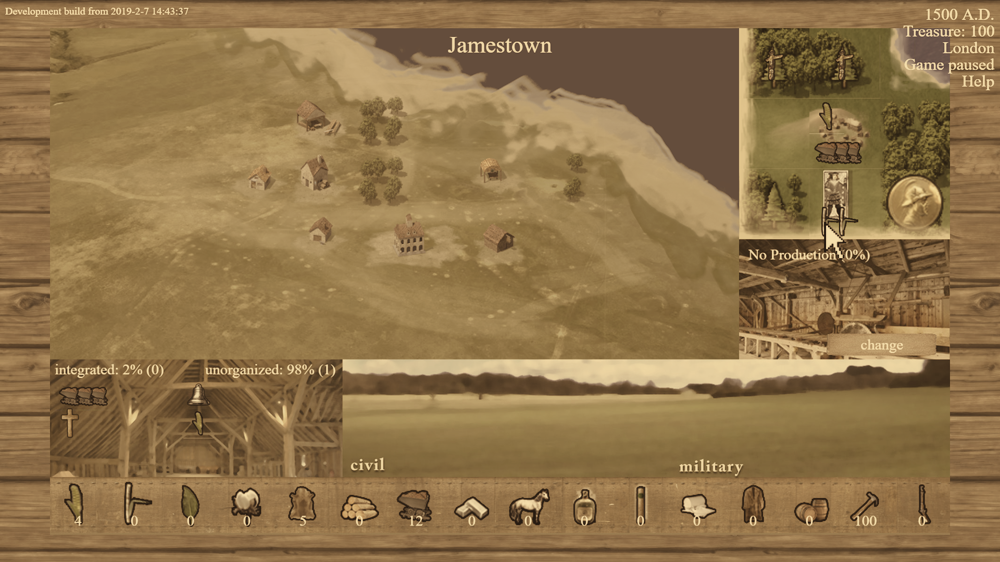 Development build from 2019-2-7 14:43:37
1500 A.D.
Treasure: 100
London
Game paused
Help
Jamestown
No Production (0%)
change
integrated: 2% (0)
unorganized: 98% (1)
civil
military
4 0 0 0 5 0 12 0 0 0 0 0 0 0 100 0